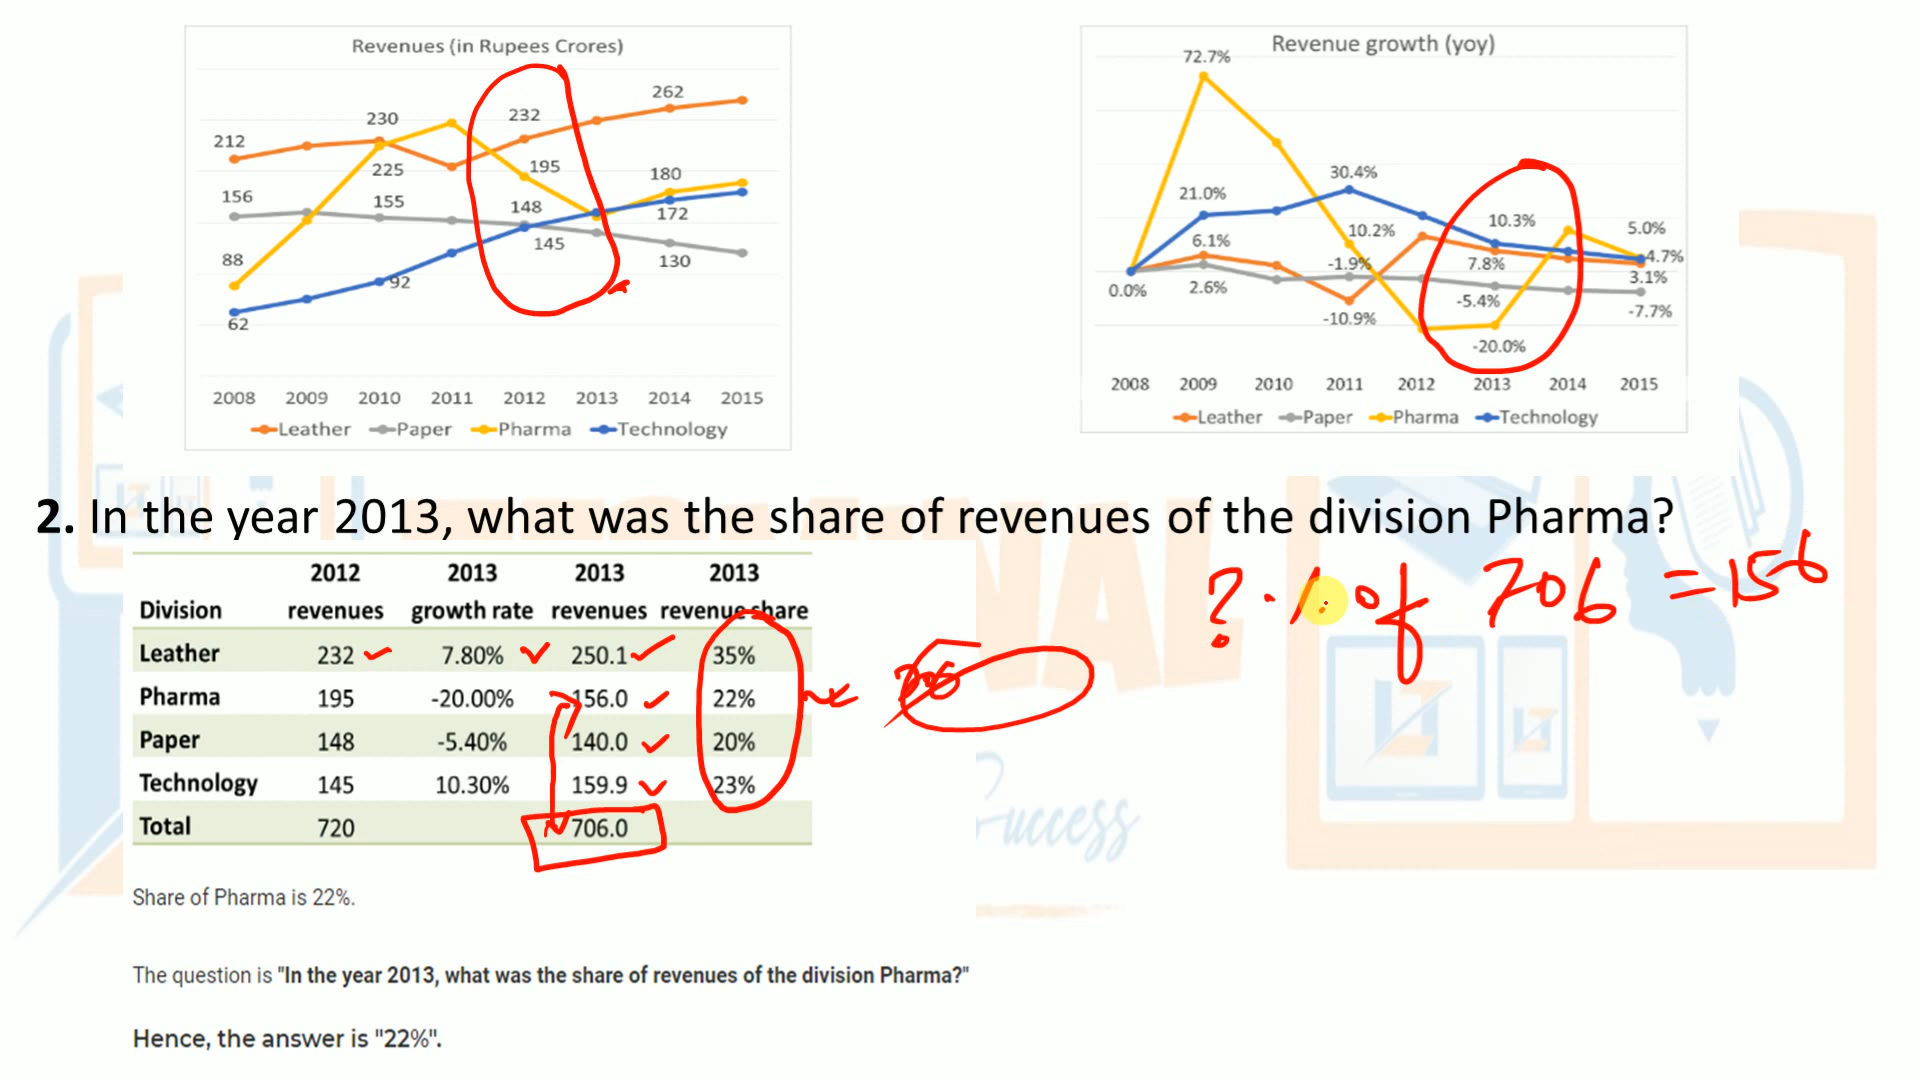 Revenues (in Rupees Crores)
262
230
232
212
195
225
180
156
155
148
172
145
130
88
92
62
2008 2009 2010 2011 2012 2013 2014 2015
Leather Paper Pharma Technology
Revenue growth (yoy)
72.7%
30.4%
21.0%
10.3%
5.0%
10.2%
6.1%
4.7%
-1.9%
7.8%
3.1%
0.0%
2.6%
-5.4%
-7.7%
-10.9%
-20.0%
2008 2009 2010 2011 2012 2013 2014 2015
Leather Paper Pharma Technology
2. In the year 2013, what was the share of revenues of the division Pharma?
? % of 706 = 156
Division 2012 revenues 2013 growth rate 2013 revenues 2013 revenue share
Leather 232 7.80% 250.1 35%
Pharma 195 -20.00% 156.0 22%
Paper 148 -5.40% 140.0 20%
Technology 145 10.30% 159.9 23%
Total 720 706.0
Success
Share of Pharma is 22%.
The question is "In the year 2013, what was the share of revenues of the division Pharma?"
Hence, the answer is "22%".